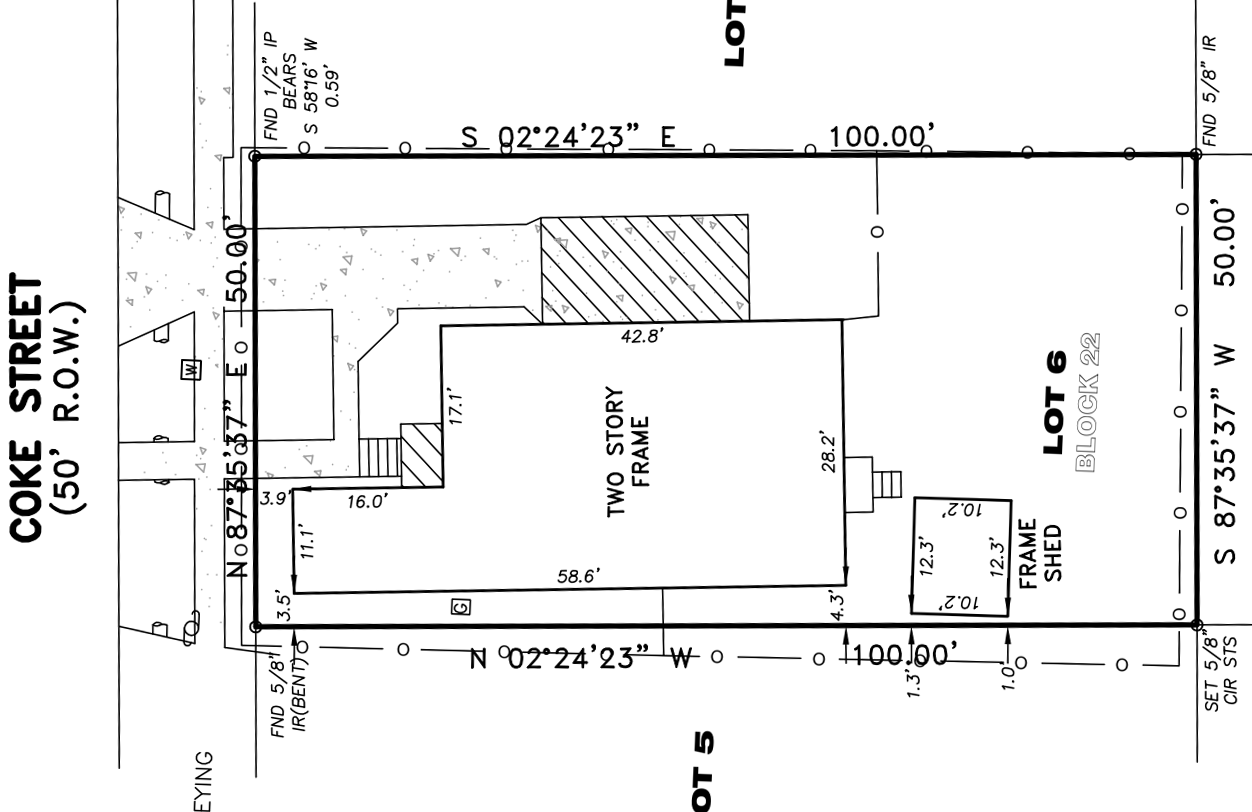 LOT
FND 1/2" IP
BEARS
S 58°16' W
0.59'
FND 5/8" IR
S 02°24'23" E 100.00'
COKE STREET
(50' R.O.W.)
N 87°35'37" E 50.00'
S 87°35'37" W 50.00'
W
42.8'
17.1'
TWO STORY
FRAME
28.2'
LOT 6
BLOCK 22
3.9'
16.0'
11.1'
10.2'
12.3'
12.3'
FRAME
SHED
10.2'
58.6'
3.5'
G
4.3'
N 02°24'23" W 100.00'
FND 5/8"
IR(BENT)
1.3'
1.0'
SET 5/8"
CIR STS
EYING
OT 5